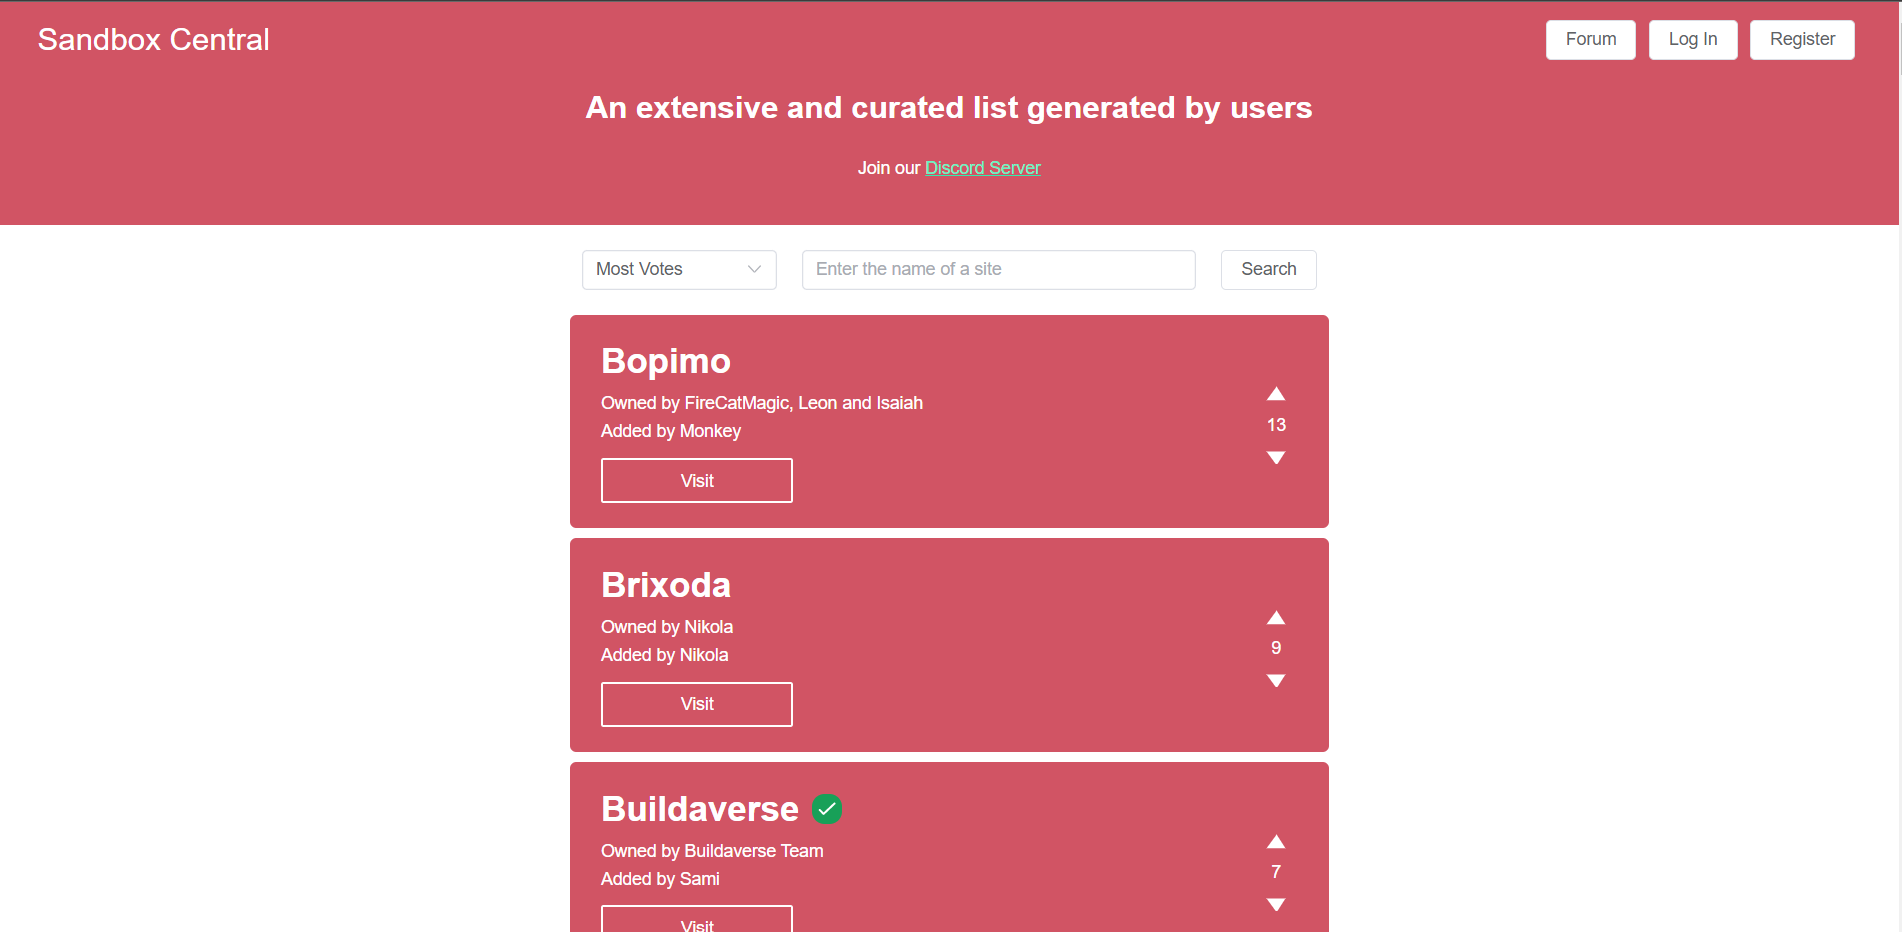 Sandbox Central
Forum
Log In
Register
An extensive and curated list generated by users
Join our Discord Server
Most Votes
Enter the name of a site
Search
Bopimo
Owned by FireCatMagic, Leon and Isaiah
Added by Monkey
13
Visit
Brixoda
Owned by Nikola
Added by Nikola
9
Visit
Buildaverse
Owned by Buildaverse Team
Added by Sami
7
Visit